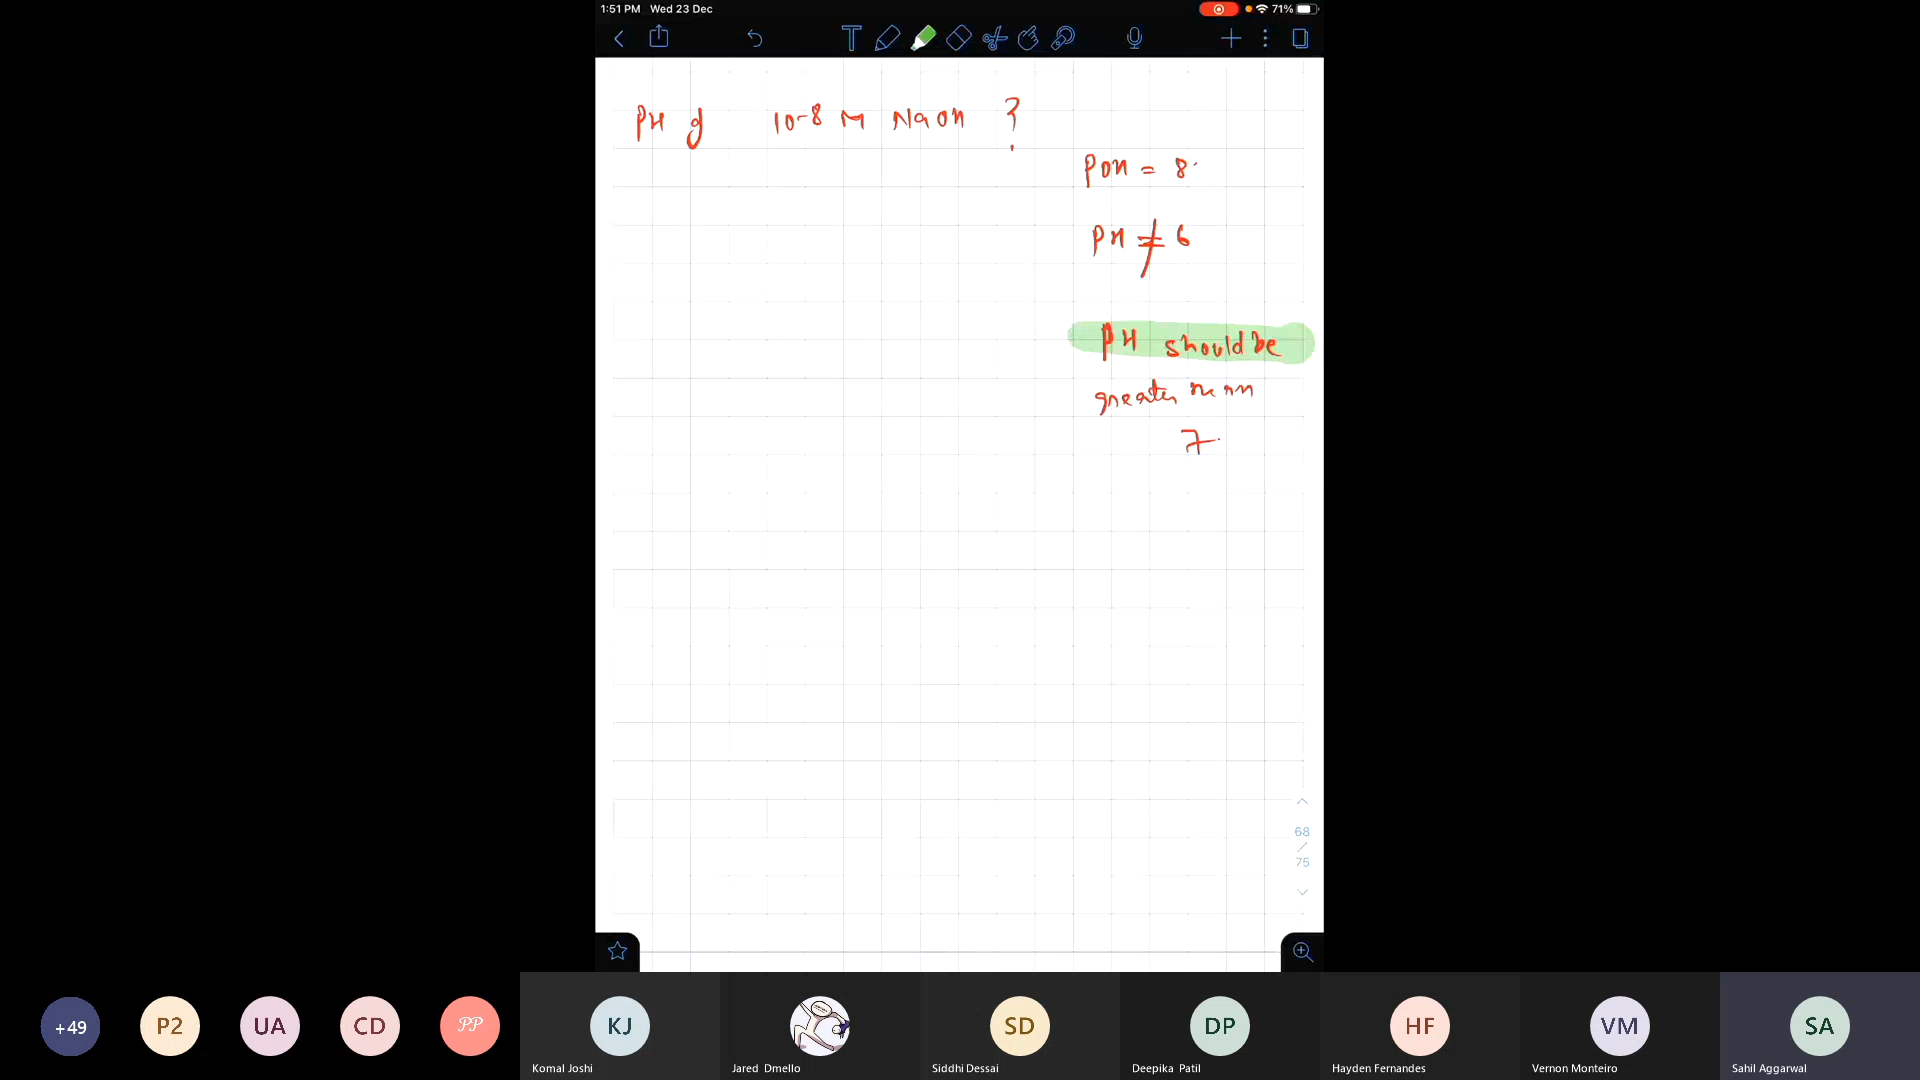 1:51 PM Wed 23 Dec
71%
PH of 10-8 M NaOH ?
POH = 8.
PH ≠ 6
PH should be
greater than
7.
68
/
75
+49 P2 UA CD PP KJ SD DP HF VM SA
Komal Joshi Jared Dmello Siddhi Dessai Deepika Patil Hayden Fernandes Vernon Monteiro Sahil Aggarwal